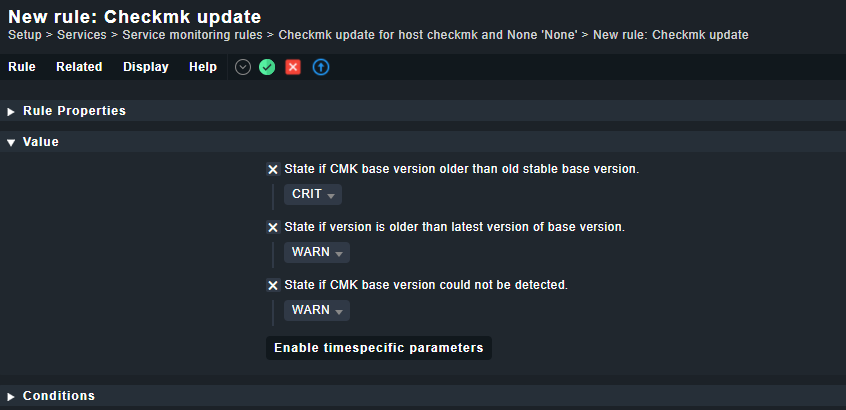 New rule: Checkmk update
Setup > Services > Service monitoring rules > Checkmk update for host checkmk and None 'None' > New rule: Checkmk update
Rule Related Display Help
Rule Properties
Value
State if CMK base version older than old stable base version.
CRIT
State if version is older than latest version of base version.
WARN
State if CMK base version could not be detected.
WARN
Enable timespecific parameters
Conditions